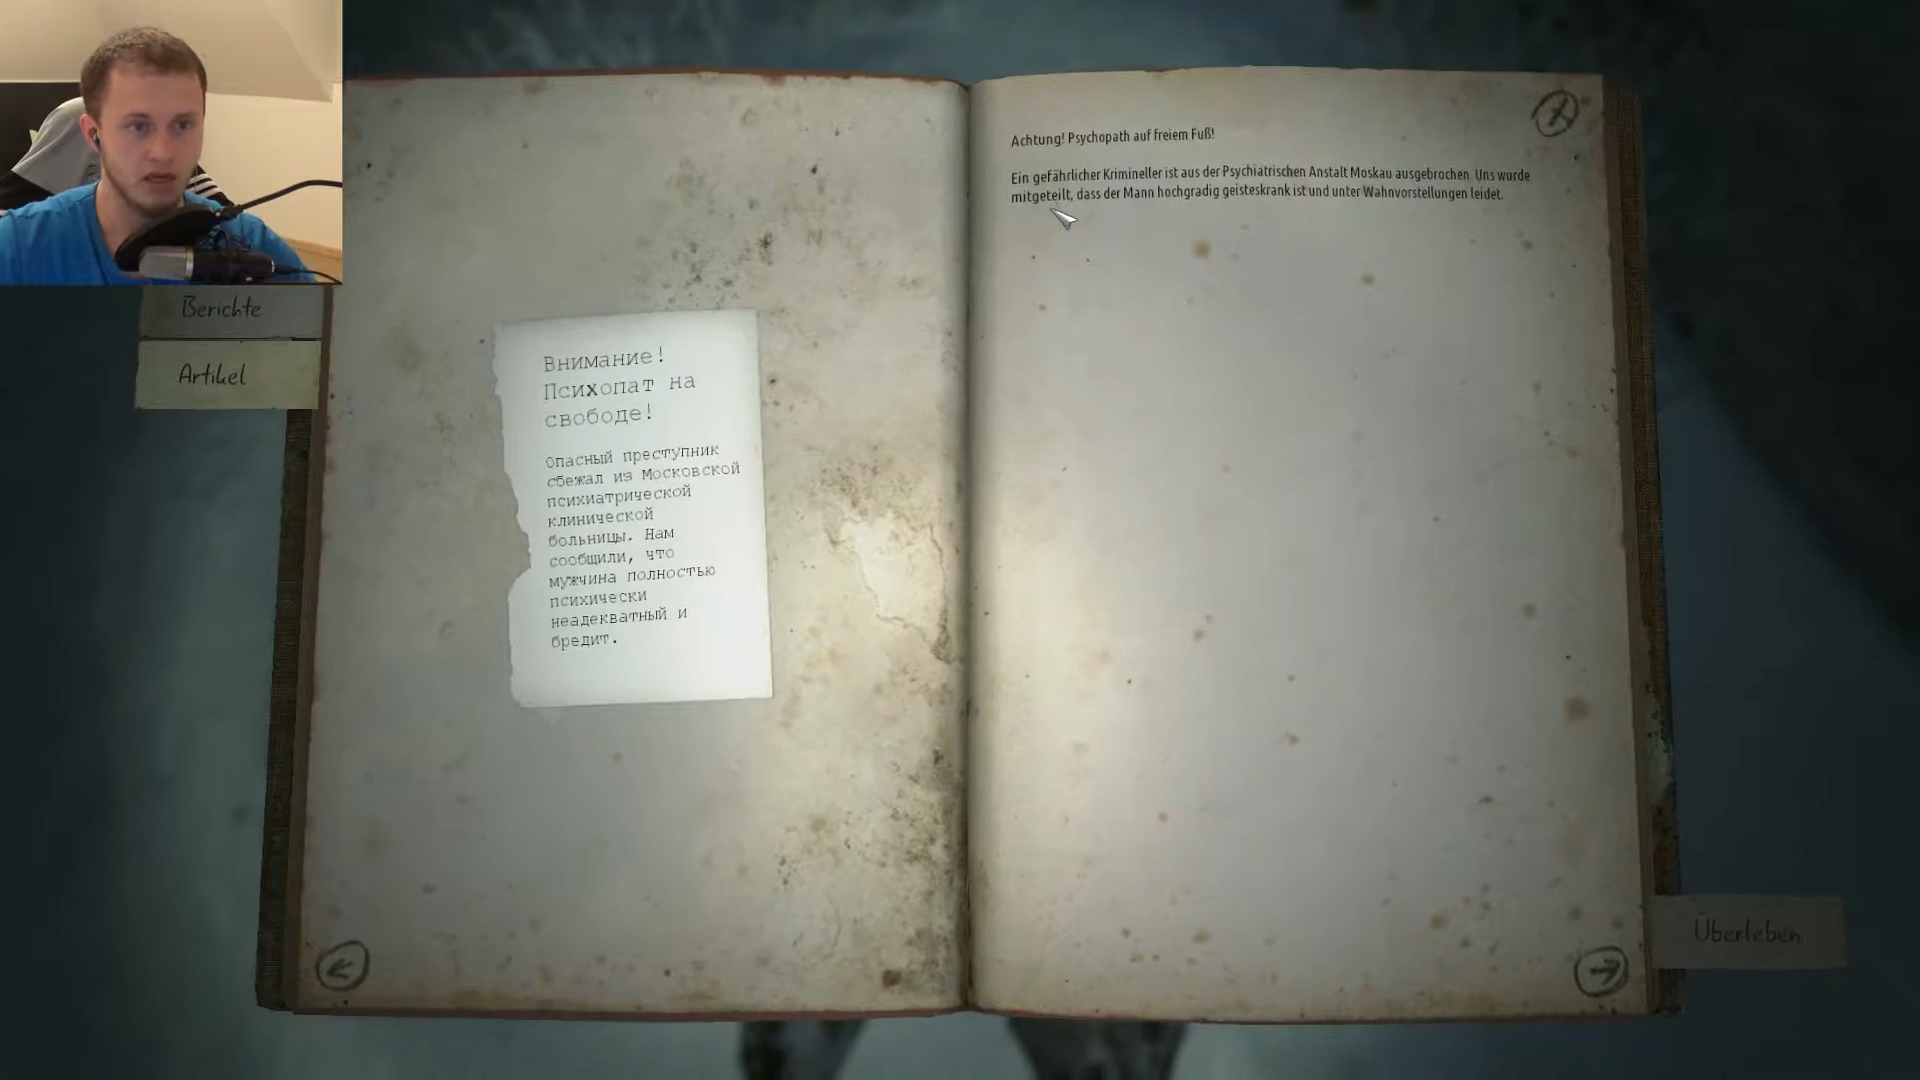 Berichte
Artikel
Внимание!
Психопат на
свободе!
Опасный преступник
сбежал из Московской
психиатрической
клинической
больницы. Нам
сообщили, что
мужчина полностью
психически
неадекватный и
бредит.
Achtung! Psychopath auf freiem Fuß!
Ein gefährlicher Krimineller ist aus der Psychiatrischen Anstalt Moskau ausgebrochen. Uns wurde
mitgeteilt, dass der Mann hochgradig geisteskrank ist und unter Wahnvorstellungen leidet.
Überleben